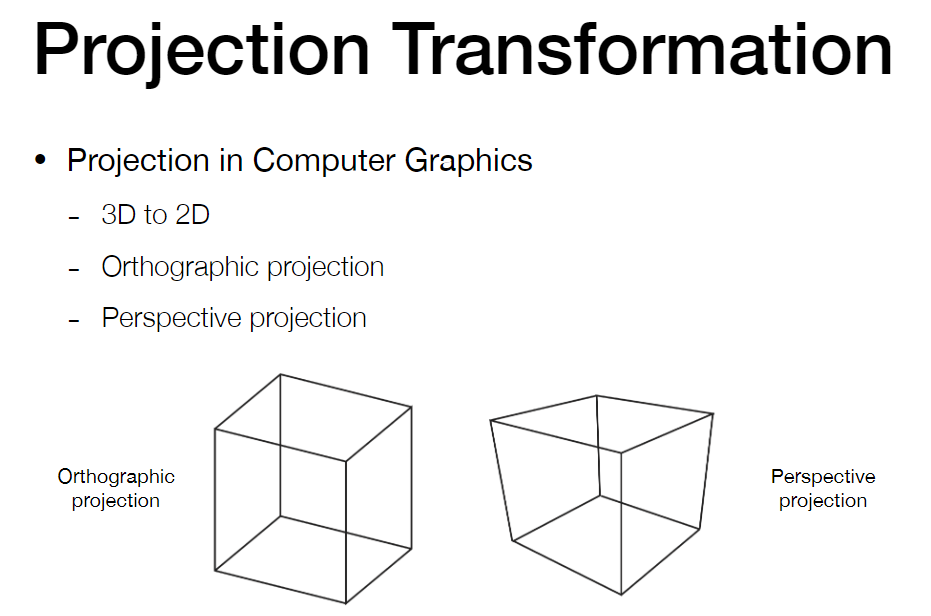 Projection Transformation
• Projection in Computer Graphics
- 3D to 2D
- Orthographic projection
- Perspective projection
Orthographic
projection
Perspective
projection